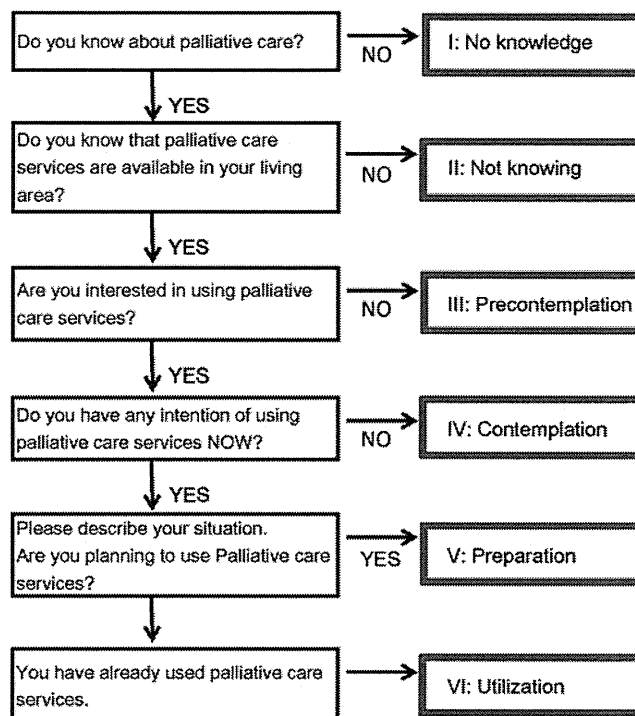 Do you know about palliative care?
NO
I: No knowledge
YES
Do you know that palliative care
services are available in your living
area?
NO
II: Not knowing
YES
Are you interested in using palliative
care services?
NO
III: Precontemplation
YES
Do you have any intention of using
palliative care services NOW?
NO
IV: Contemplation
YES
Please describe your situation.
Are you planning to use Palliative care
services?
YES
V: Preparation
You have already used palliative care
services.
VI: Utilization